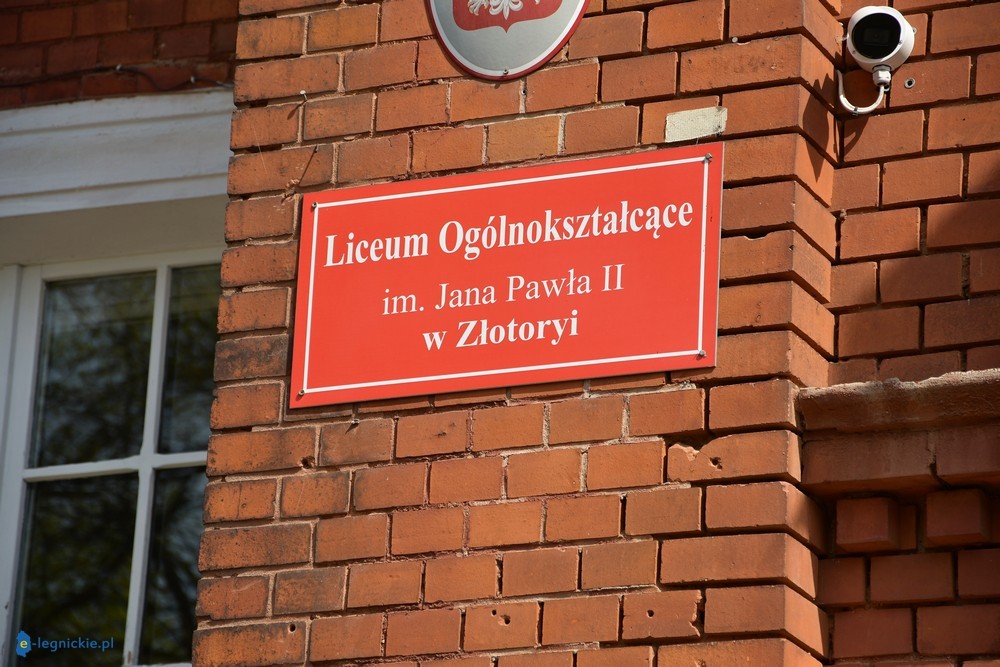 Liceum Ogólnokształcące
im. Jana Pawła II
w Złotoryi
e-legnickie.pl